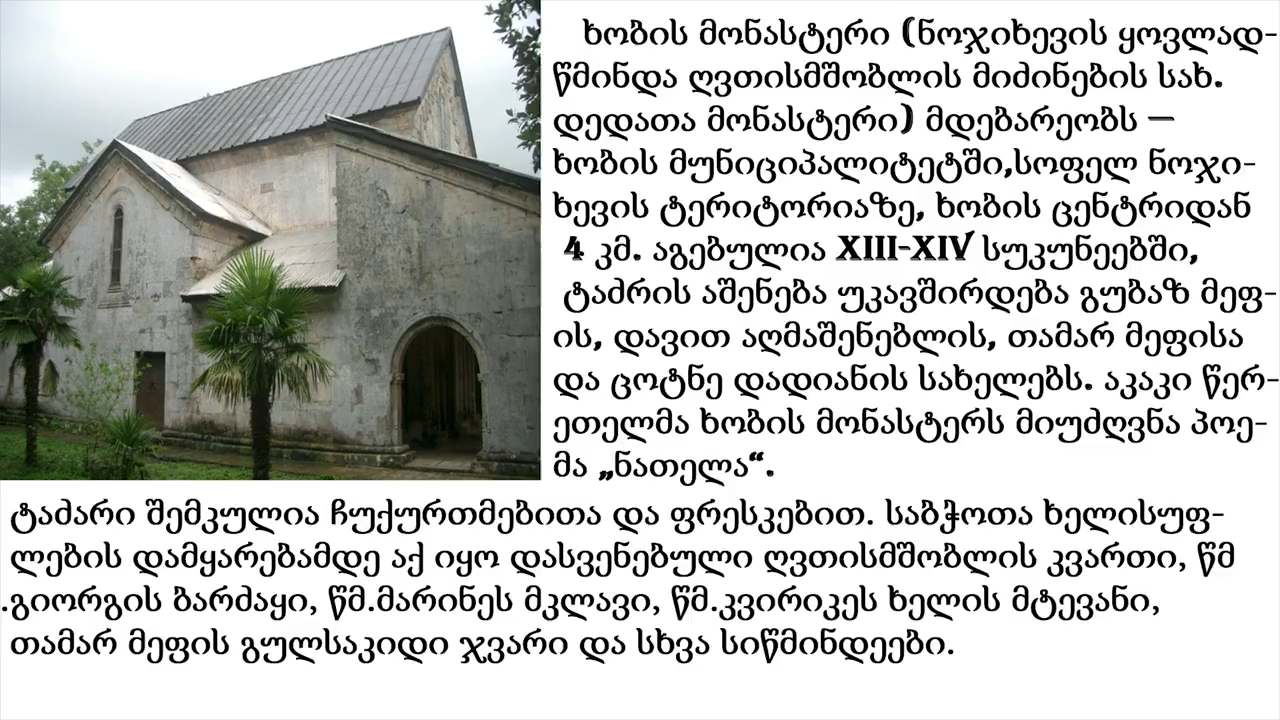 ხობის მონასტერი (ნოჯიხევის ყოვლად-
წმინდა ღვთისმშობლის მიძინების სახ.
დედათა მონასტერი) მდებარეობს —
ხობის მუნიციპალიტეტში,სოფელ ნოჯი-
ხევის ტერიტორიაზე, ხობის ცენტრიდან
4 კმ. აგებულია XIII-XIV სუკუნეებში,
ტაძრის აშენება უკავშირდება გუბაზ მეფ-
ის, დავით აღმაშენებლის, თამარ მეფისა
და ცოტნე დადიანის სახელებს. აკაკი წერ-
ეთელმა ხობის მონასტერს მიუძღვნა პოე-
მა „ნათელა“.
ტაძარი შემკულია ჩუქურთმებითა და ფრესკებით. საბჭოთა ხელისუფ-
ლების დამყარებამდე აქ იყო დასვენებული ღვთისმშობლის კვართი, წმ
.გიორგის ბარძაყი, წმ.მარინეს მკლავი, წმ.კვირიკეს ხელის მტევანი,
თამარ მეფის გულსაკიდი ჯვარი და სხვა სიწმინდეები.